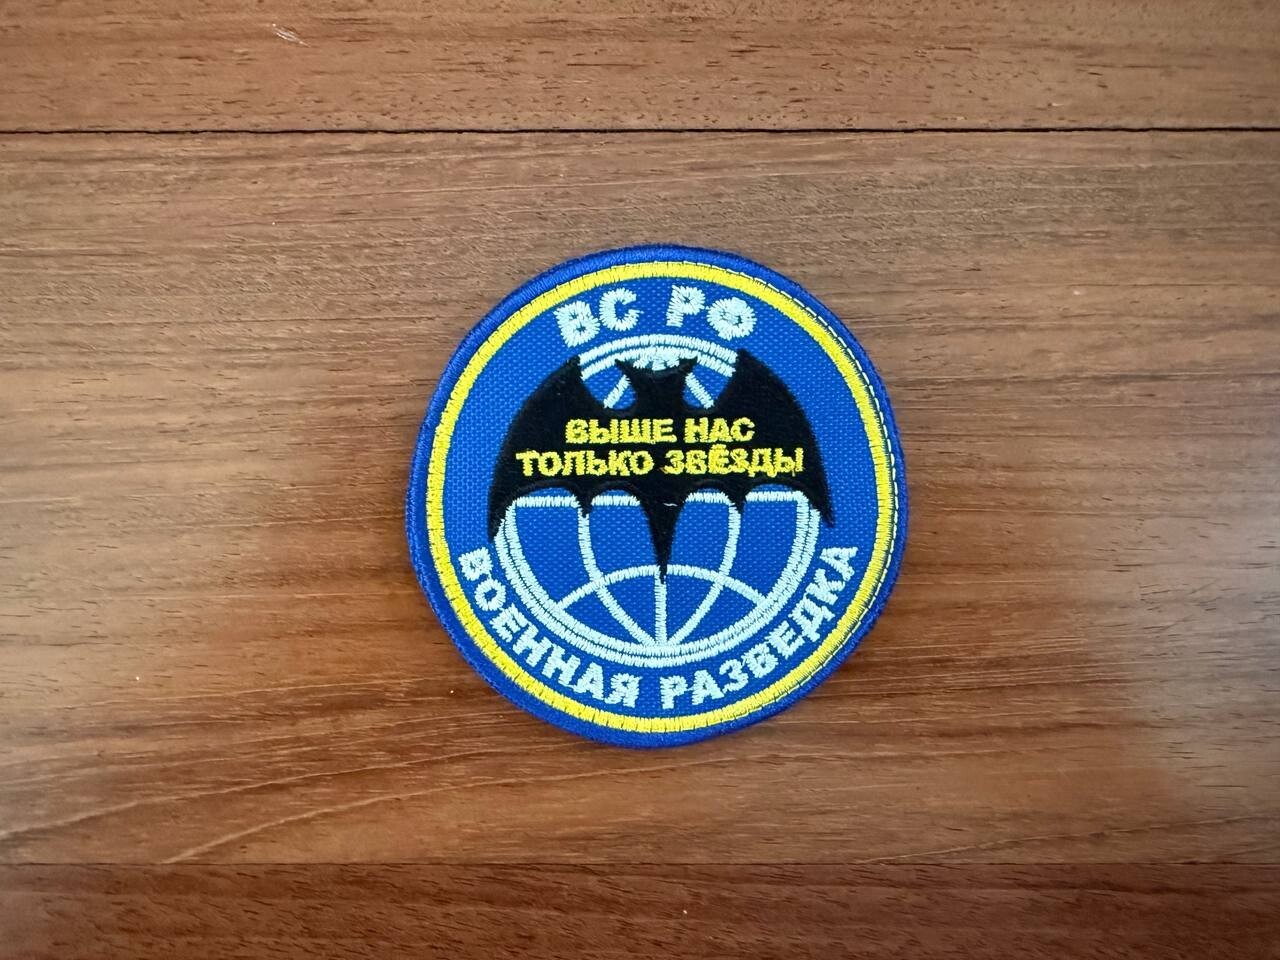 ВС РФ
ВЫШЕ НАС
ТОЛЬКО ЗВЁЗДЫ
ВОЕННАЯ РАЗВЕДКА